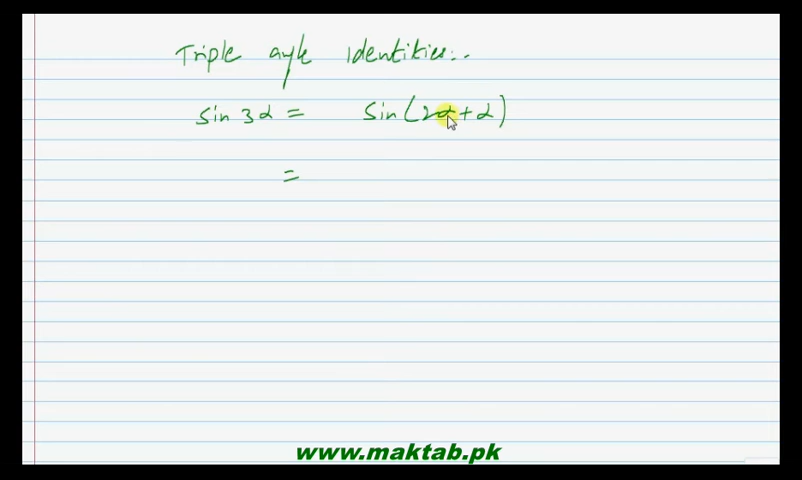 Triple angle identities:-
sin 3α = sin(2α+α)
=
www.maktab.pk